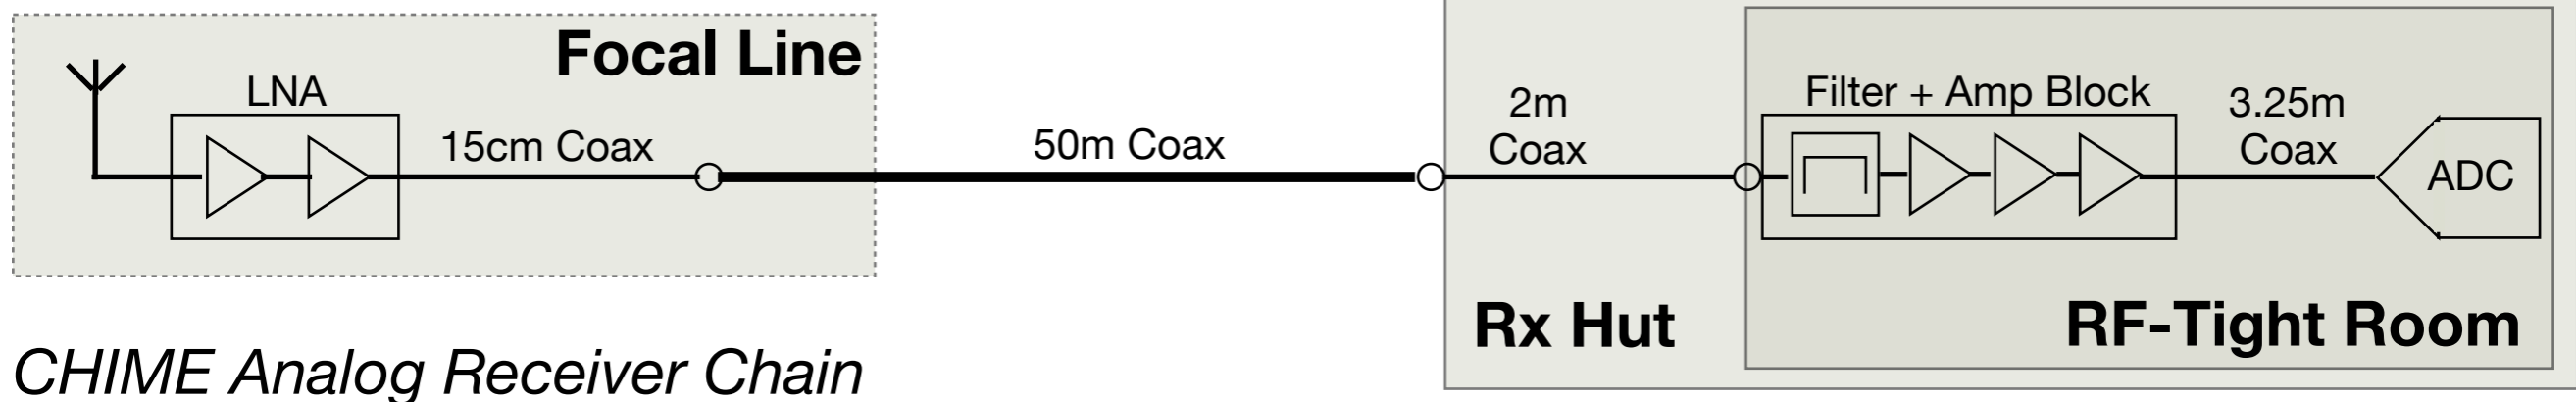 Focal Line
LNA
15cm Coax
50m Coax
2m
Coax
Filter + Amp Block
3.25m
Coax
ADC
Rx Hut
RF-Tight Room
CHIME Analog Receiver Chain